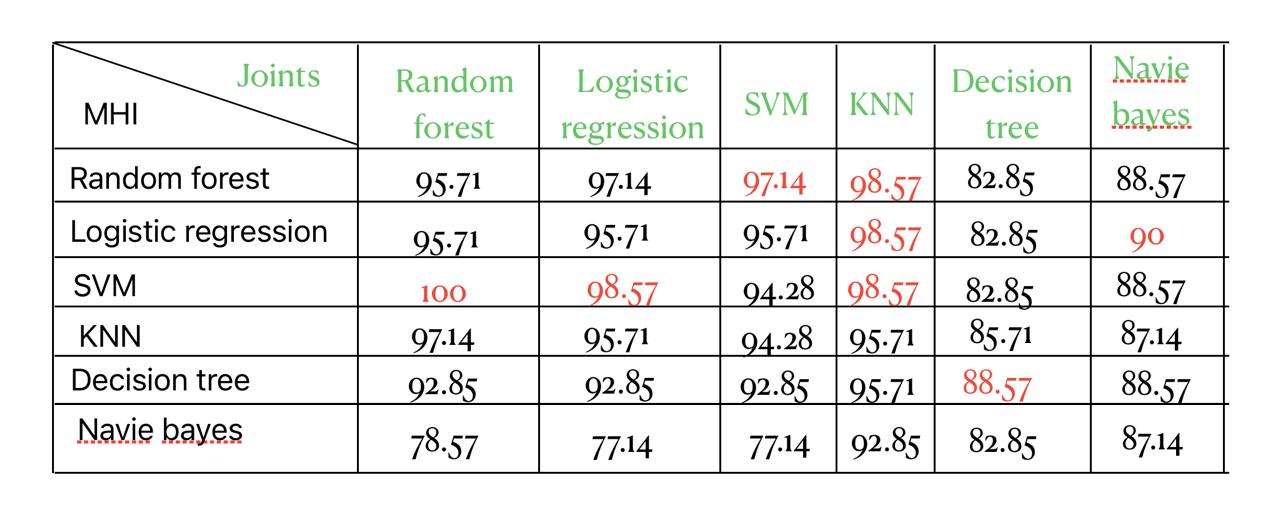 Joints
MHI
Random forest
Logistic regression
SVM
KNN
Decision tree
Navie bayes
Random forest 95.71 97.14 97.14 98.57 82.85 88.57
Logistic regression 95.71 95.71 95.71 98.57 82.85 90
SVM 100 98.57 94.28 98.57 82.85 88.57
KNN 97.14 95.71 94.28 95.71 85.71 87.14
Decision tree 92.85 92.85 92.85 95.71 88.57 88.57
Navie bayes 78.57 77.14 77.14 92.85 82.85 87.14